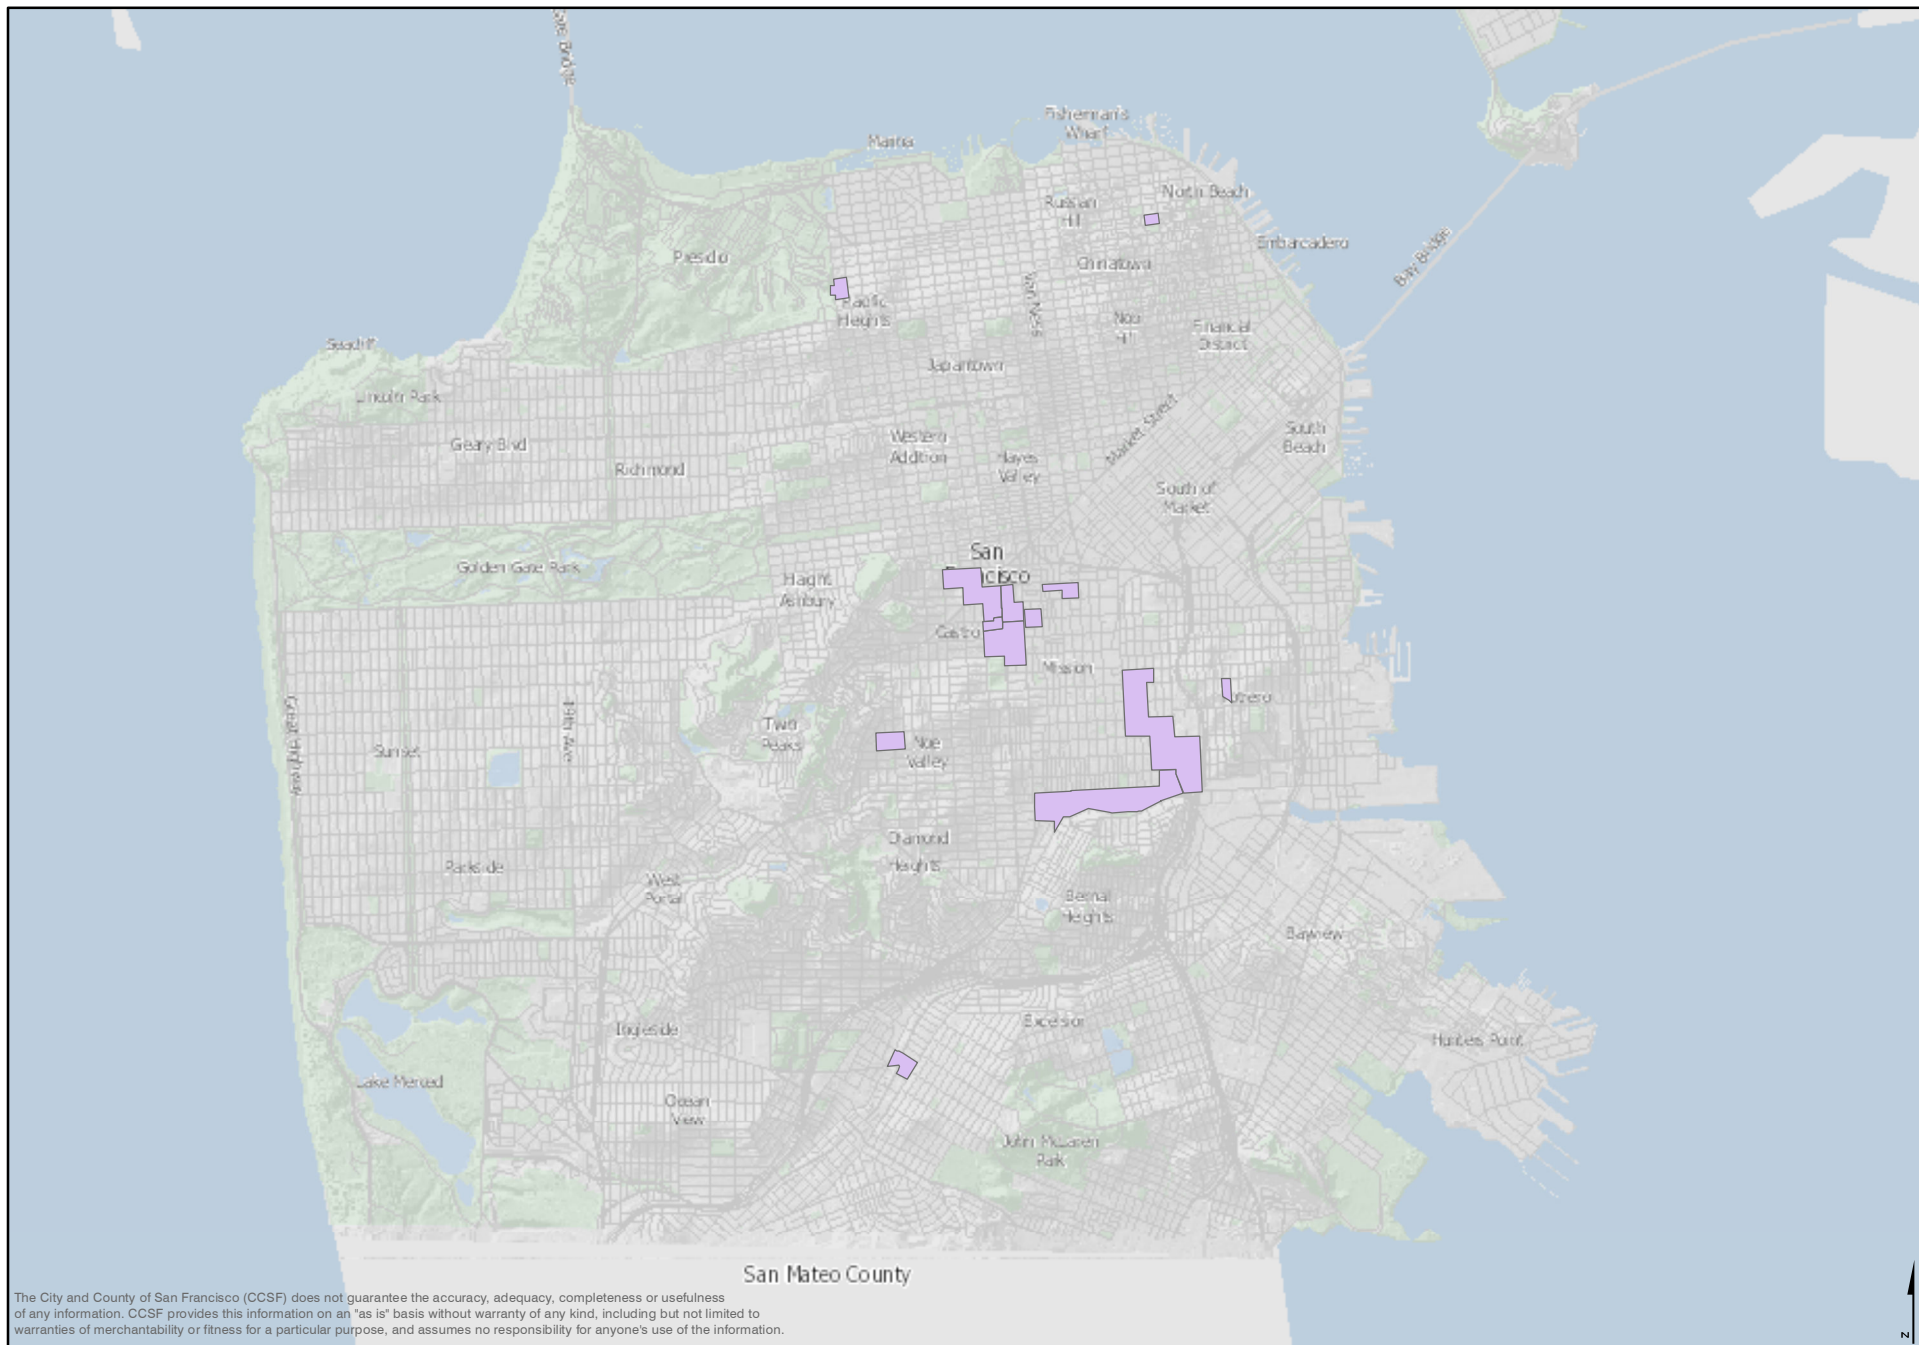 Marina
Fisherman's
Wharf
North Beach
Russian
Hill
Embarcadero
Presidio
Chinatown
Bay Bridge
Pacific
Heights
Van Ness
Nob
Hill
Financial
District
Seacliff
Japantown
Lincoln Park
Market Street
Geary Blvd
Richmond
Western
Addition
Hayes
Valley
South
Beach
South of
Market
San
Golden Gate Park
Haight
Ashbury
Castro
Mission
Great Highway
19th Ave
Sunset
Two
Peaks
Noe
Valley
Parkside
West
Portal
Diamond
Heights
Bernal
Heights
Bayview
Ingleside
Excelsior
Hunters Point
Lake Merced
Ocean
View
John McLaren
Park
San Mateo County
The City and County of San Francisco (CCSF) does not guarantee the accuracy, adequacy, completeness or usefulness
of any information. CCSF provides this information on an "as is" basis without warranty of any kind, including but not limited to
warranties of merchantability or fitness for a particular purpose, and assumes no responsibility for anyone's use of the information.
N